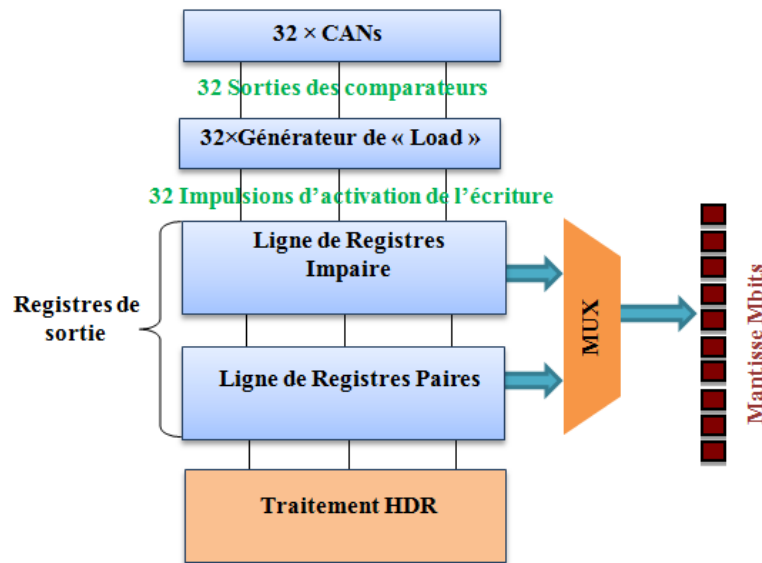 32 × CANs
32 Sorties des comparateurs
32×Générateur de « Load »
32 Impulsions d'activation de l'écriture
Ligne de Registres
Impaire
Registres de
sortie
MUX
Mantisse Mbits
Ligne de Registres Paires
Traitement HDR